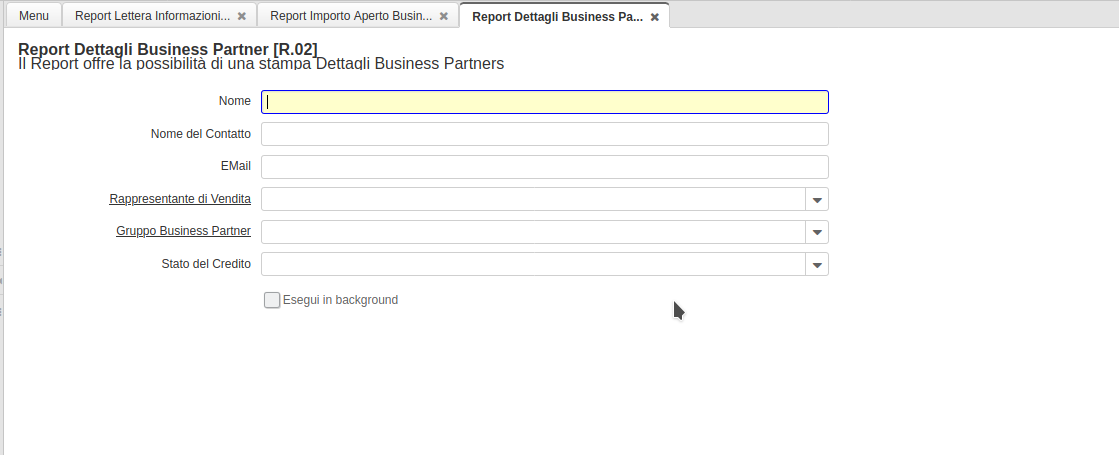 Menu
Report Lettera Informazioni...
Report Importo Aperto Busin...
Report Dettagli Business Pa...
Report Dettagli Business Partner [R.02]
Il Report offre la possibilità di una stampa Dettagli Business Partners
Nome
Nome del Contatto
EMail
Rappresentante di Vendita
Gruppo Business Partner
Stato del Credito
Esegui in background